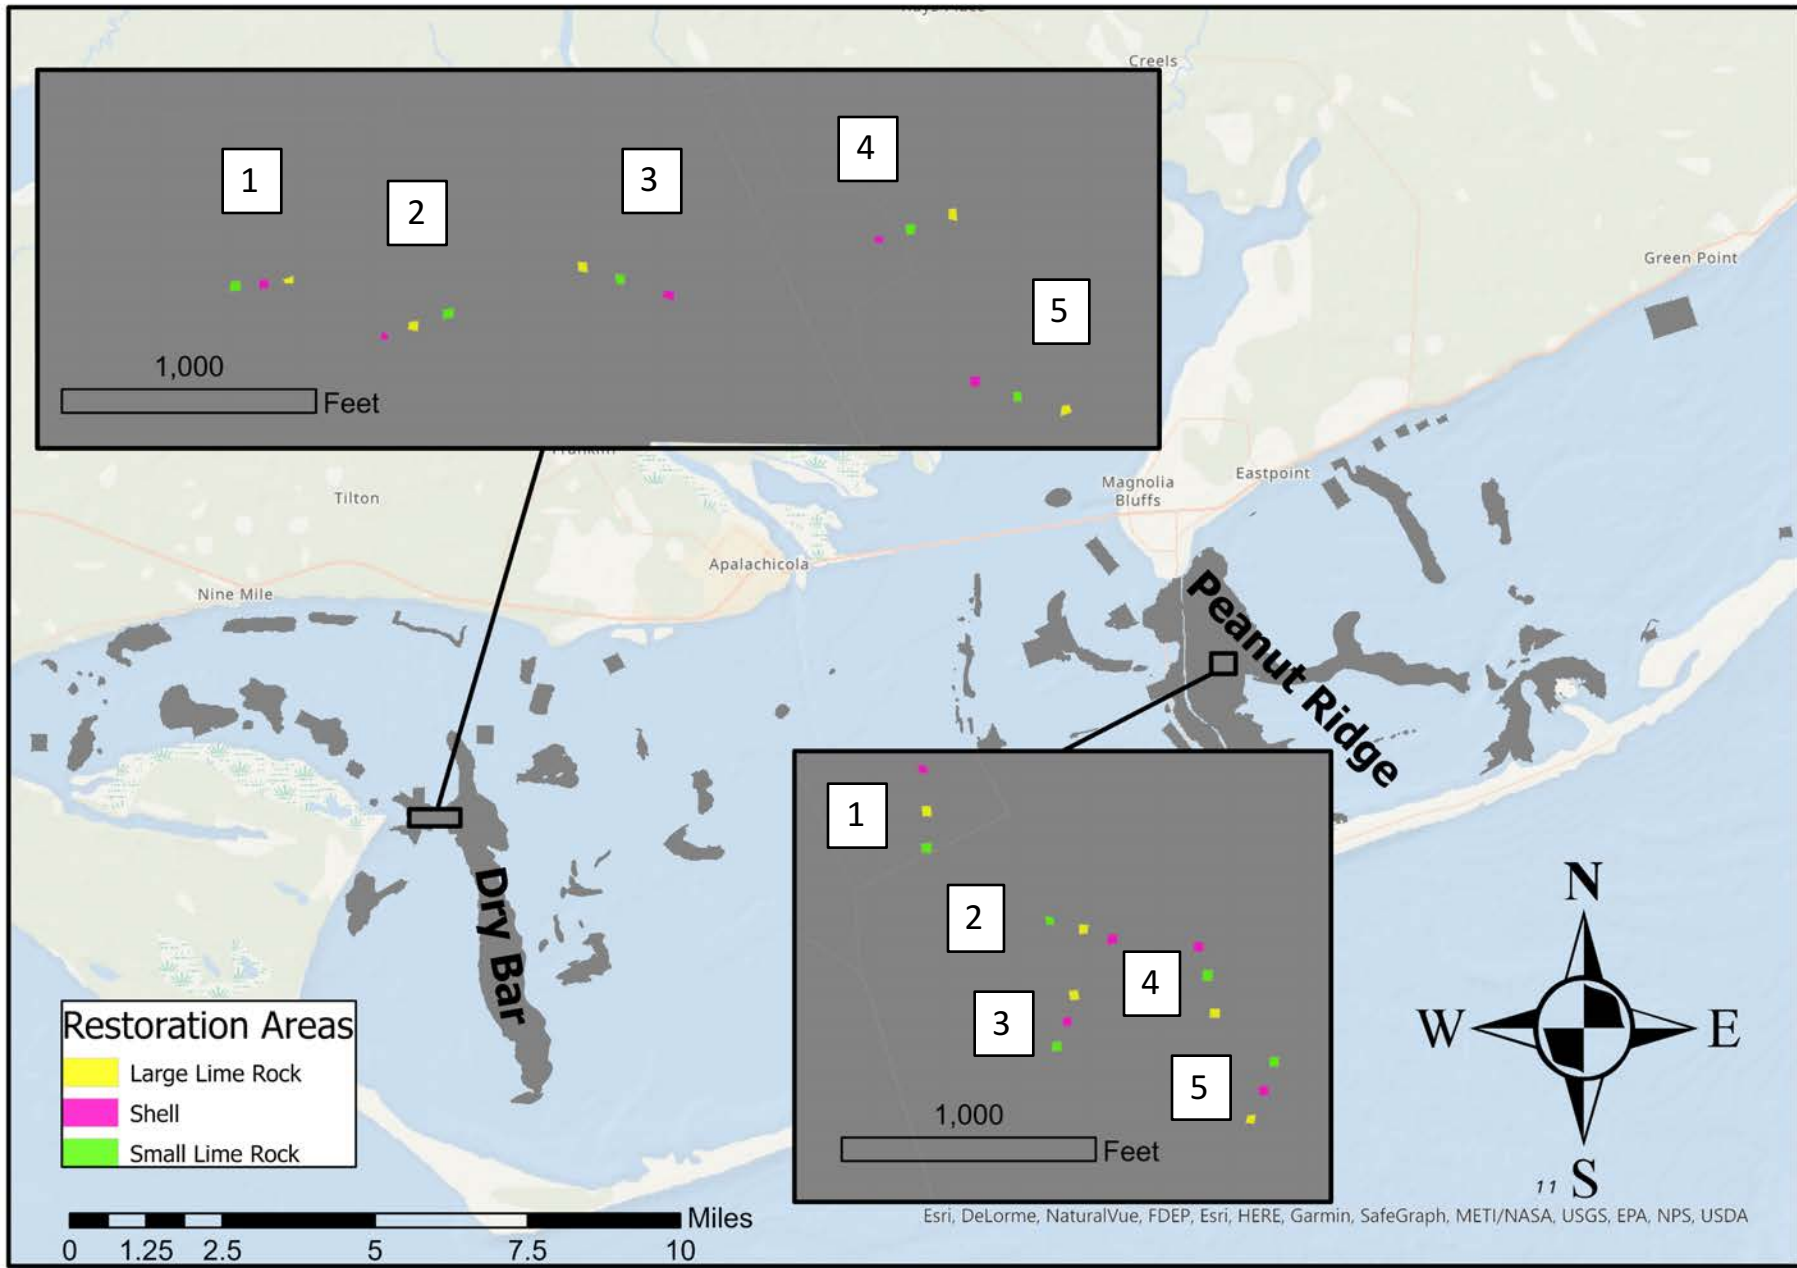 Creels
1
2
3
4
5
1,000
Feet
Green Point
Tilton
Magnolia
Bluffs
Eastpoint
Apalachicola
Nine Mile
Peanut Ridge
Dry Bar
1
2
3
4
5
1,000
Feet
N
W
E
S
Restoration Areas
Large Lime Rock
Shell
Small Lime Rock
Miles
0 1.25 2.5 5 7.5 10
11
Esri, DeLorme, NaturalVue, FDEP, Esri, HERE, Garmin, SafeGraph, METI/NASA, USGS, EPA, NPS, USDA